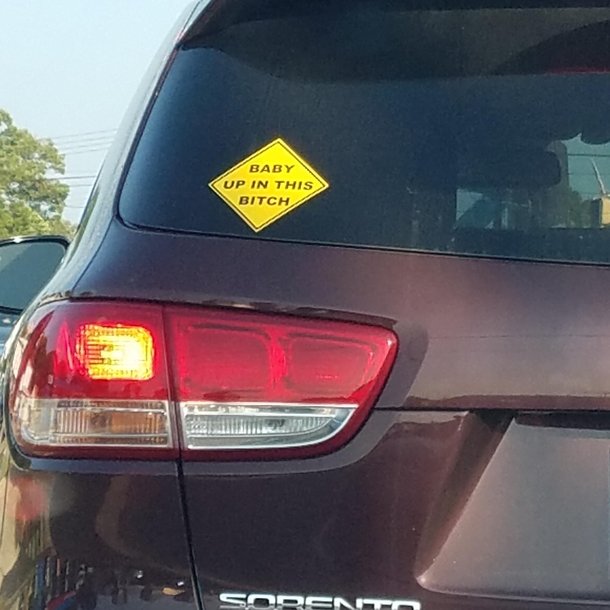 BABY
UP IN THIS
BITCH
SORENTO